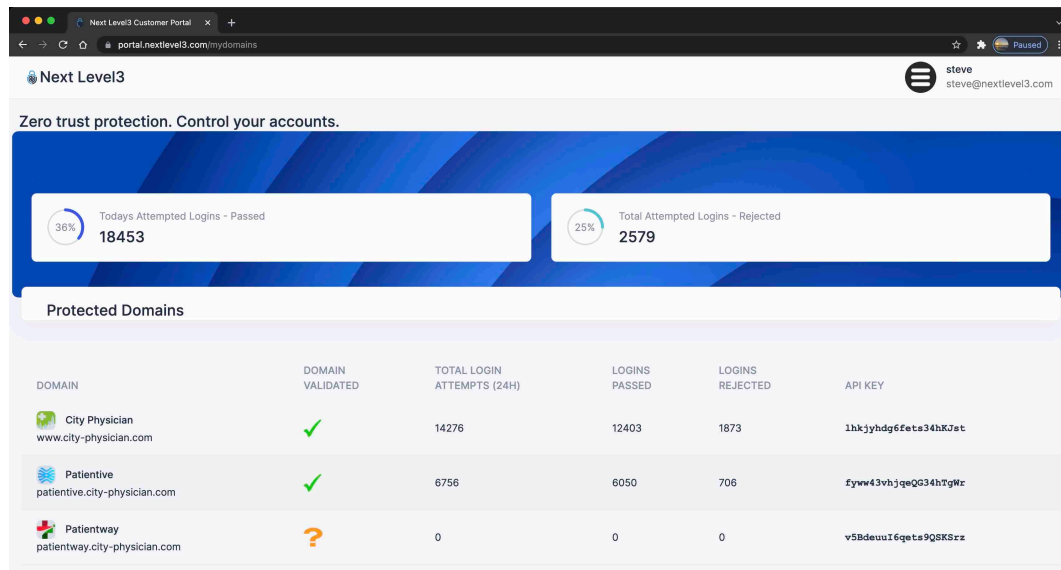 Next Level3 Customer Portal
portal.nextlevel3.com/mydomains
Paused
Next Level3
steve
steve@nextlevel3.com
Zero trust protection. Control your accounts.
36%
Todays Attempted Logins - Passed
18453
25%
Total Attempted Logins - Rejected
2579
Protected Domains
DOMAIN
DOMAIN VALIDATED
TOTAL LOGIN ATTEMPTS (24H)
LOGINS PASSED
LOGINS REJECTED
API KEY
City Physician
www.city-physician.com
14276
12403
1873
lhkjyhdg6fets34hKJst
Patientive
patientive.city-physician.com
6756
6050
706
fyww43vhjqeQG34hTgWr
Patientway
patientway.city-physician.com
?
0
0
0
v5BdeuuI6qets9QSKSrz